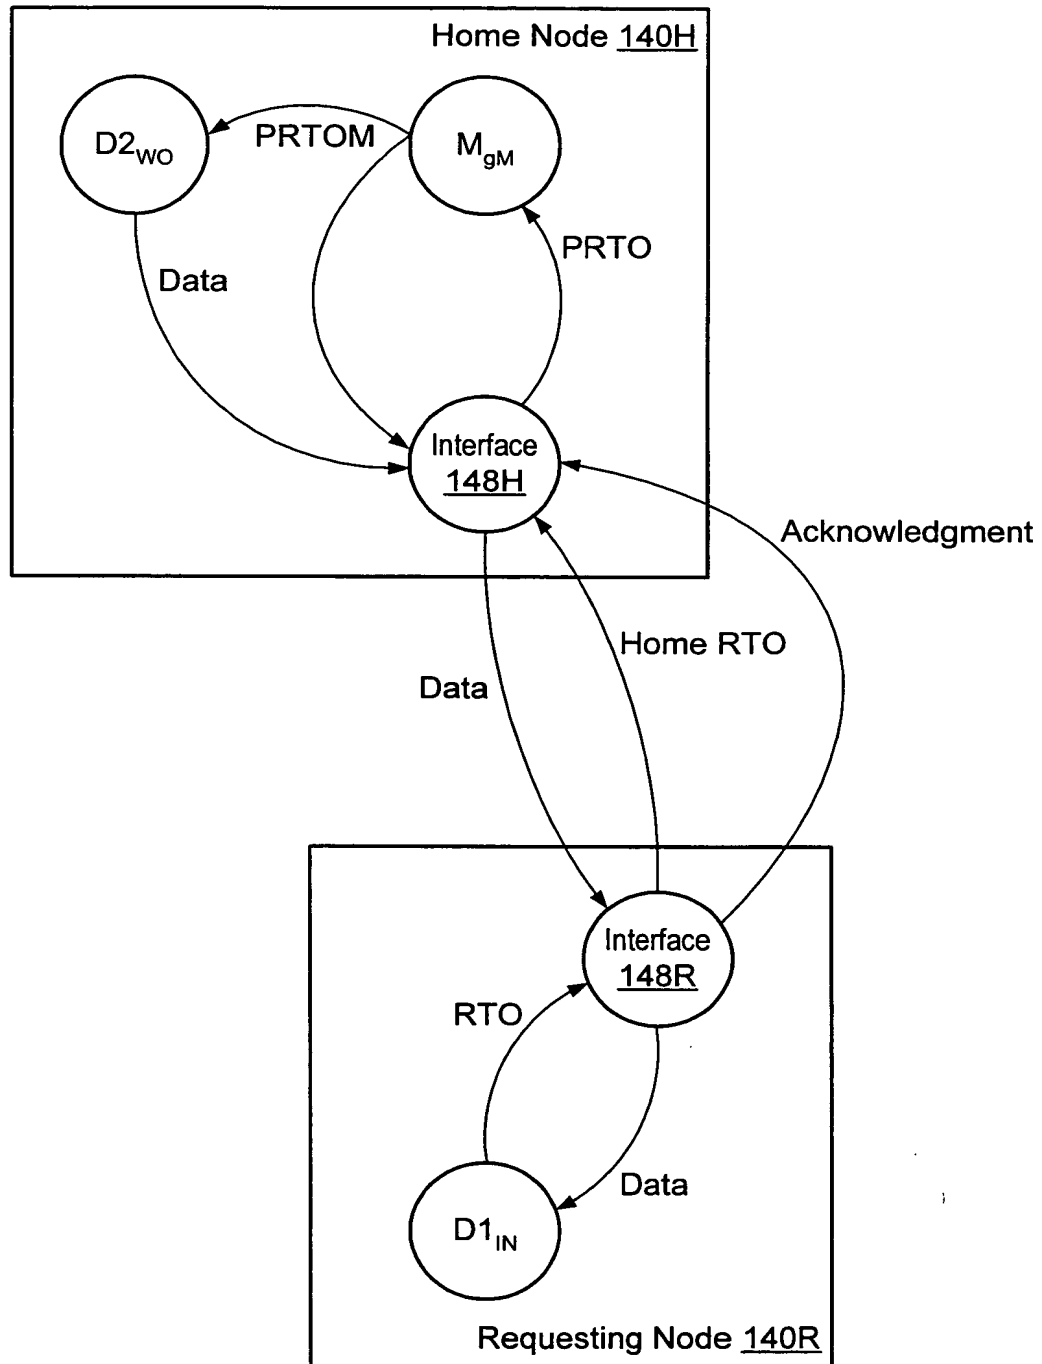 Home Node 140H
D2WO
PRTOM
MgM
PRTO
Data
Interface
148H
Acknowledgment
Home RTO
Data
Interface
148R
RTO
Data
D1IN
Requesting Node 140R